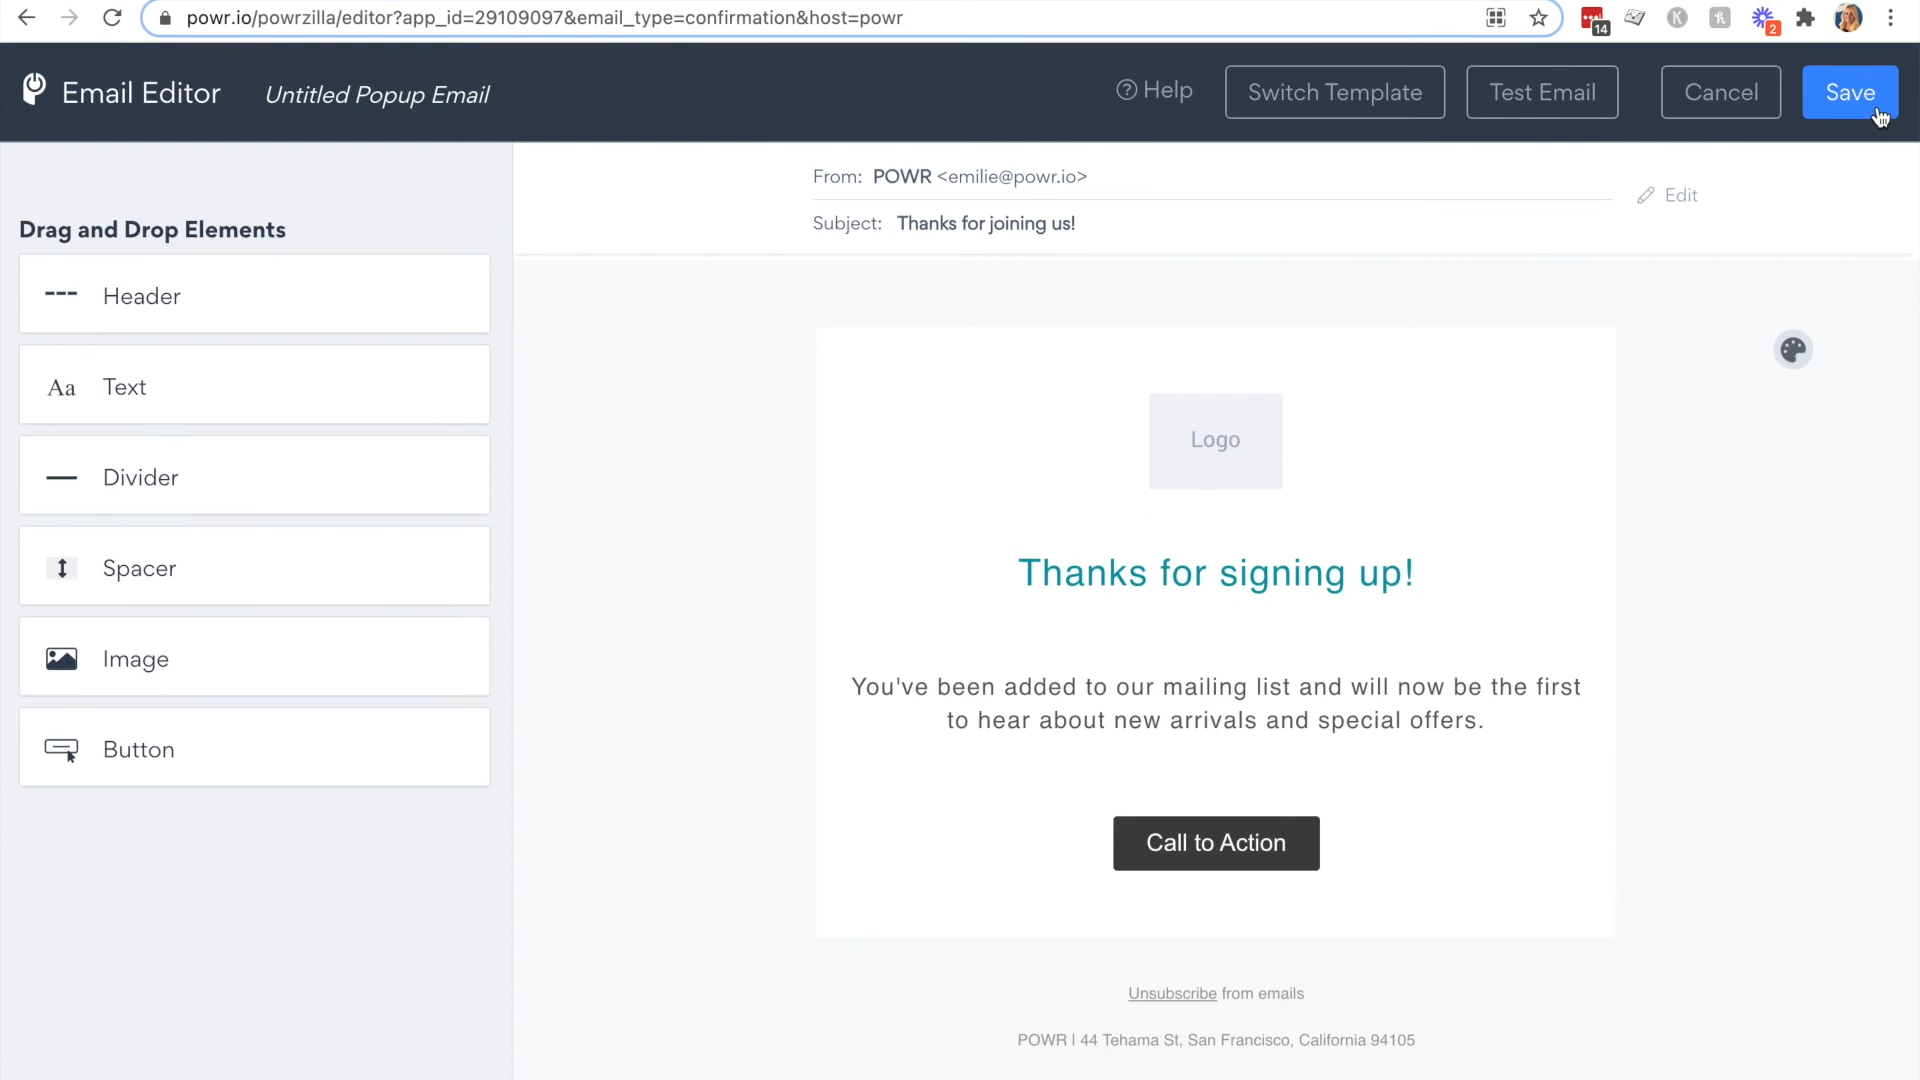 powr.io/powrzilla/editor?app_id=29109097&email_type=confirmation&host=powr
14
K
2
Email Editor
Untitled Popup Email
? Help
Switch Template
Test Email
Cancel
Save
From: POWR <emilie@powr.io>
Edit
Subject: Thanks for joining us!
Drag and Drop Elements
Header
Aa Text
Divider
Spacer
Image
Button
Logo
Thanks for signing up!
You've been added to our mailing list and will now be the first
to hear about new arrivals and special offers.
Call to Action
Unsubscribe from emails
POWR | 44 Tehama St, San Francisco, California 94105